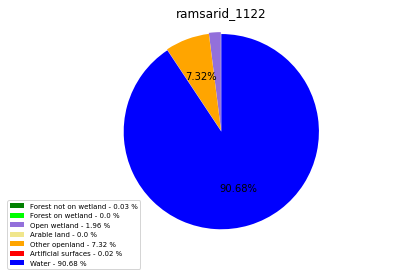 ramsarid_1122
7.32%
90.68%
Forest not on wetland - 0.03 %
Forest on wetland - 0.0 %
Open wetland - 1.96 %
Arable land - 0.0 %
Other openland - 7.32 %
Artificial surfaces - 0.02 %
Water - 90.68 %